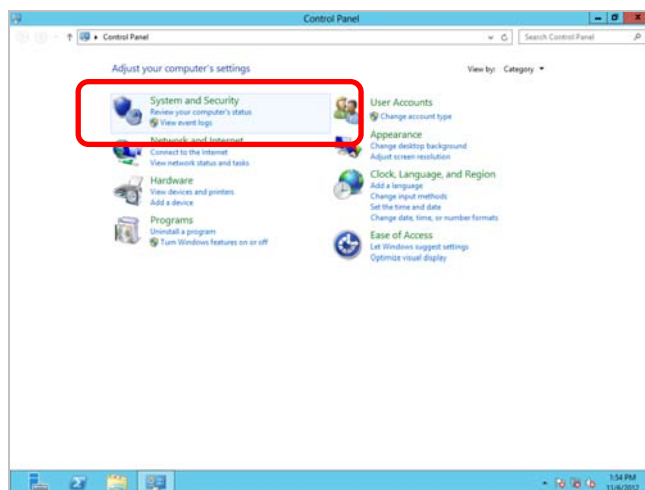 Control Panel
Control Panel
Search Control Panel
Adjust your computer's settings
View by: Category
System and Security
Review your computer's status
View event logs
Network and Internet
Connect to the Internet
View network status and tasks
Hardware
View devices and printers
Add a device
Programs
Uninstall a program
Turn Windows features on or off
User Accounts
Change account type
Appearance
Change desktop background
Adjust screen resolution
Clock, Language, and Region
Add a language
Change input methods
Set the time and date
Change date, time, or number formats
Ease of Access
Let Windows suggest settings
Optimize visual display
1:54 PM
11/6/2012